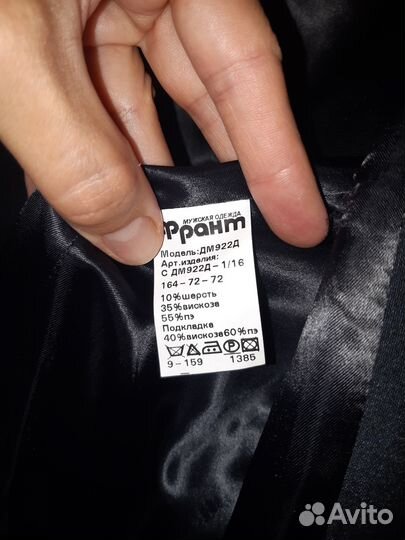 МУЖСКАЯ ОДЕЖДА
Франт
Модель:ДМ922Д
Арт.изделия:
С ДМ922Д-1/16
164-72-72
10%шерсть
35%вискоза
55%пэ
Подкладка
40%вискоза60%пэ
9-159 1385
Avito